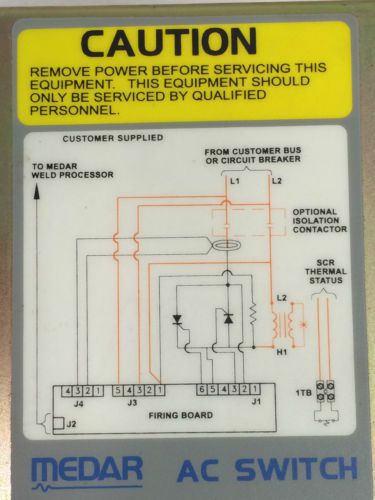 CAUTION
REMOVE POWER BEFORE SERVICING THIS
EQUIPMENT. THIS EQUIPMENT SHOULD
ONLY BE SERVICED BY QUALIFIED
PERSONNEL.
CUSTOMER SUPPLIED
TO MEDAR
WELD PROCESSOR
FROM CUSTOMER BUS
OR CIRCUIT BREAKER
L1 L2
OPTIONAL
ISOLATION
CONTACTOR
SCR
THERMAL
STATUS
L2
H1
1TB
4 3 2 1
5 4 3 2 1
6 5 4 3 2 1
J4 J3 J1
J2
FIRING BOARD
MEDAR AC SWITCH